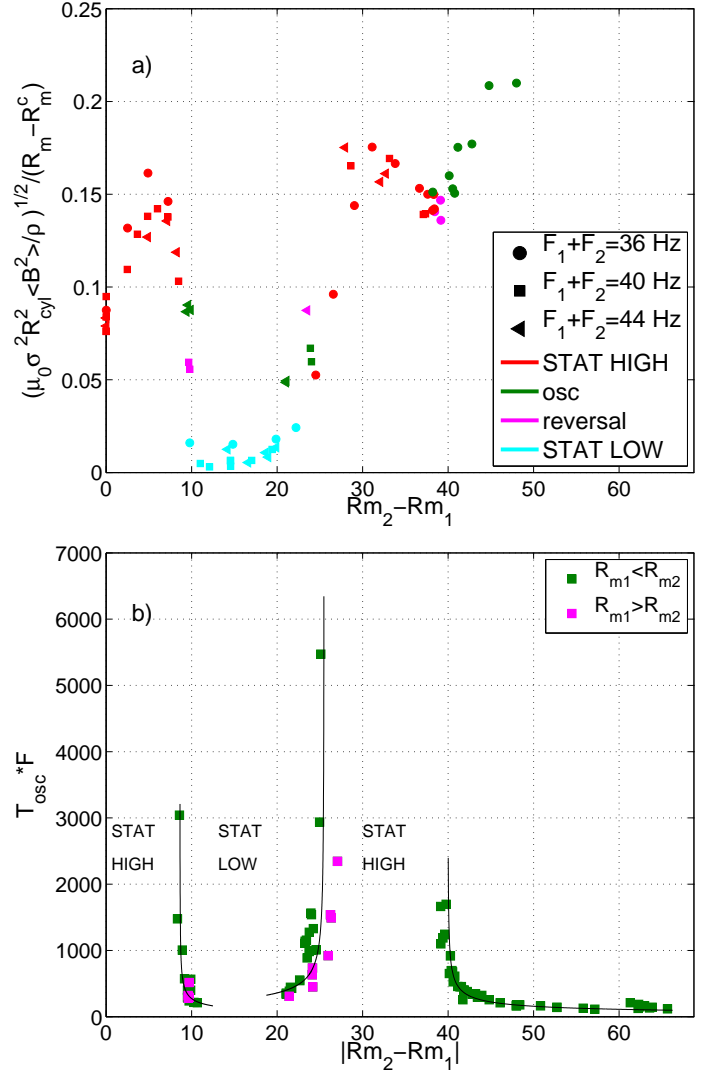 0.25
0.2
0.15
0.1
0.05
0
(μ₀ σ ²R²cyl <B²>/ρ )^1/2/(Rm−Rm^c)
a)
F₁+F₂=36 Hz
F₁+F₂=40 Hz
F₁+F₂=44 Hz
STAT HIGH
osc
reversal
STAT LOW
0 10 20 30 40 50 60
Rm₂−Rm₁
7000
6000
5000
4000
3000
2000
1000
0
Tosc*F
b)
Rm1<Rm2
Rm1>Rm2
STAT STAT STAT
HIGH LOW HIGH
0 10 20 30 40 50 60
|Rm₂−Rm₁|